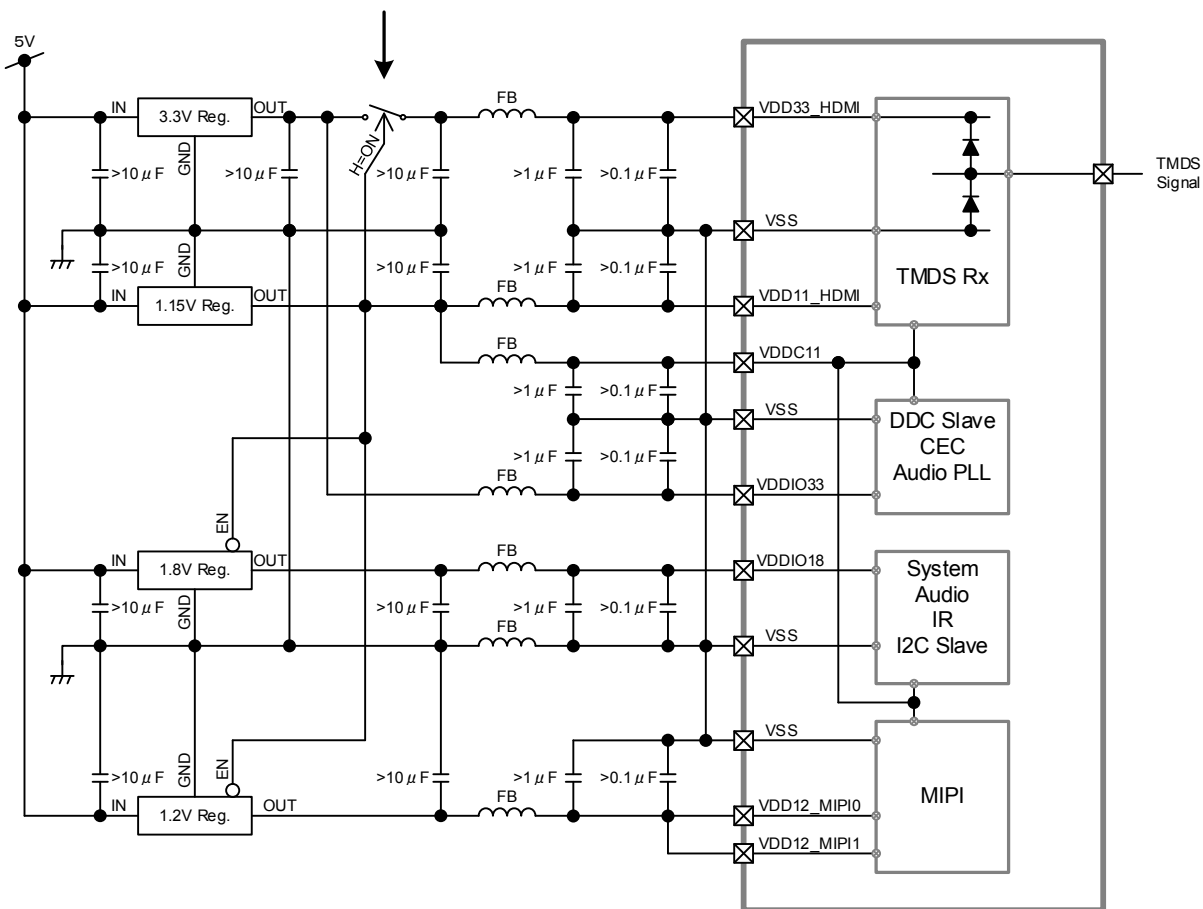 5V
IN
3.3V Reg.
OUT
FB
VDD33_HDMI
GND
H=ON
>10μF
>10μF
>10μF
>1μF
>0.1μF
TMDS
Signal
VSS
GND
>10μF
>10μF
>1μF
>0.1μF
TMDS Rx
IN
1.15V Reg.
OUT
FB
VDD11_HDMI
FB
VDDC11
>1μF
>0.1μF
VSS
DDC Slave
CEC
Audio PLL
>1μF
>0.1μF
FB
VDDIO33
EN
IN
1.8V Reg.
OUT
FB
VDDIO18
System
Audio
IR
I2C Slave
>10μF
GND
>10μF
>1μF
>0.1μF
FB
VSS
VSS
GND
EN
>10μF
>10μF
>1μF
>0.1μF
MIPI
IN
1.2V Reg.
OUT
FB
VDD12_MIPI0
VDD12_MIPI1